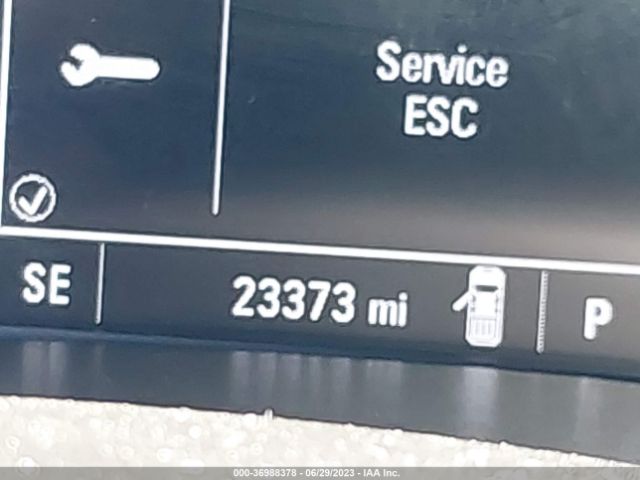 Service
ESC
SE
23373 mi
P
000-36988378 - 06/29/2023 - IAA Inc.